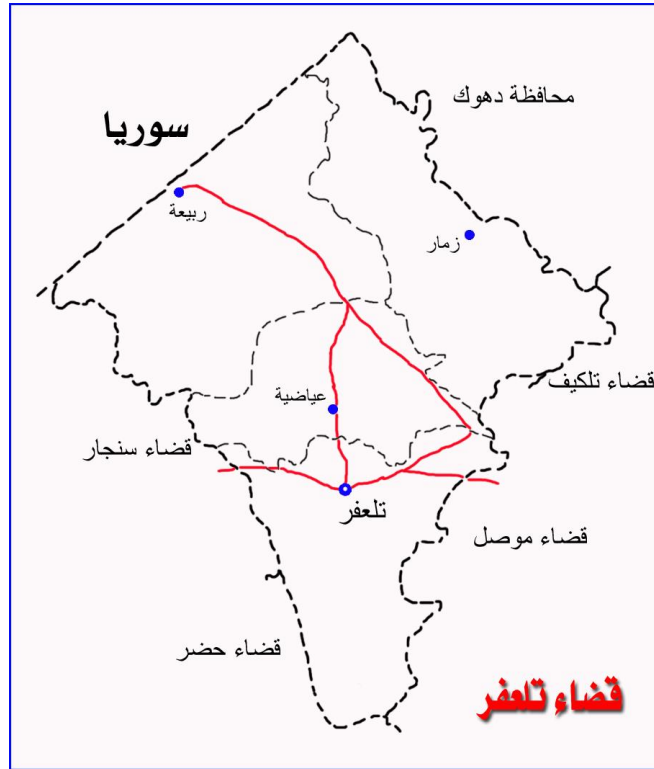 محافظة دهوك
سوريا
ربيعة
زمار
قضاء تلكيف
عياضية
قضاء سنجار
تلعفر
قضاء موصل
قضاء حضر
قضاء تلعفر